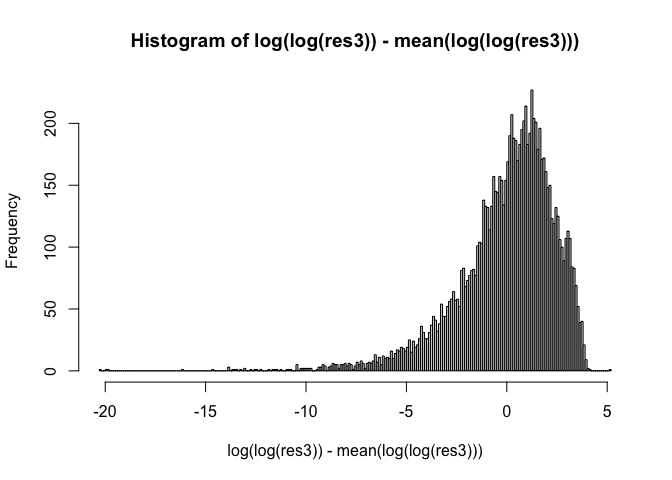 Histogram of log(log(res3)) - mean(log(log(res3)))
Frequency
200
150
100
50
0
-20 -15 -10 -5 0 5
log(log(res3)) - mean(log(log(res3)))